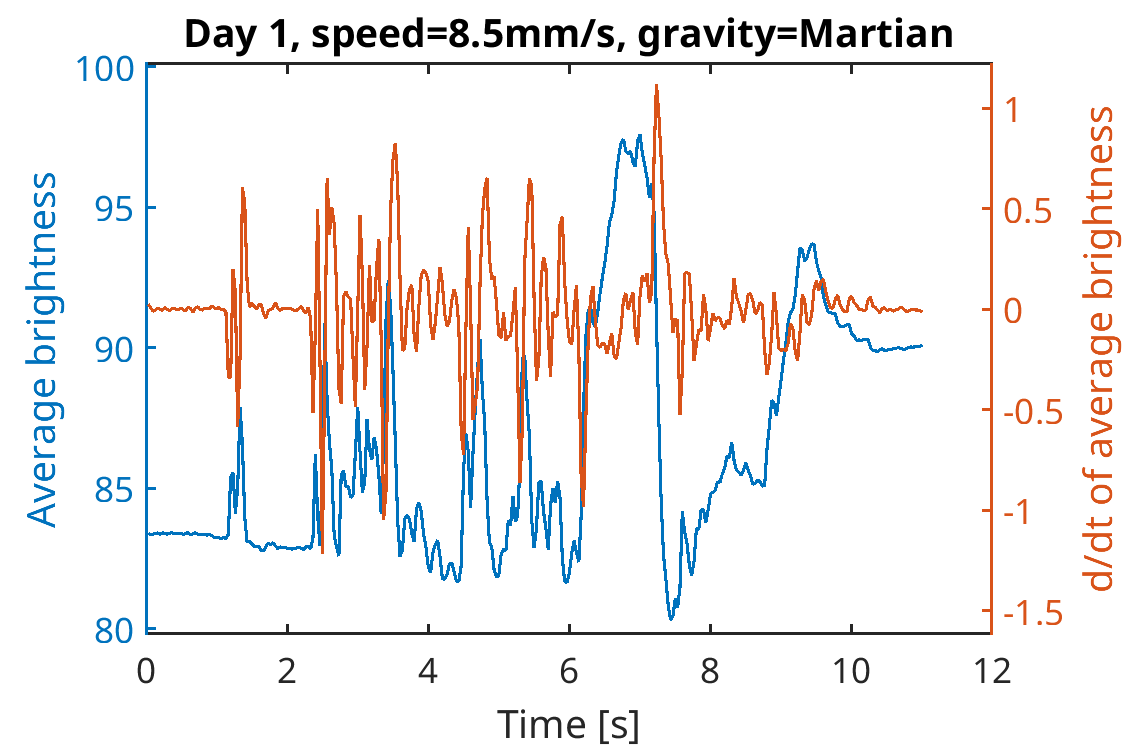 Day 1, speed=8.5mm/s, gravity=Martian
100
95
90
85
80
Average brightness
1
0.5
0
-0.5
-1
-1.5
d/dt of average brightness
0 2 4 6 8 10 12
Time [s]